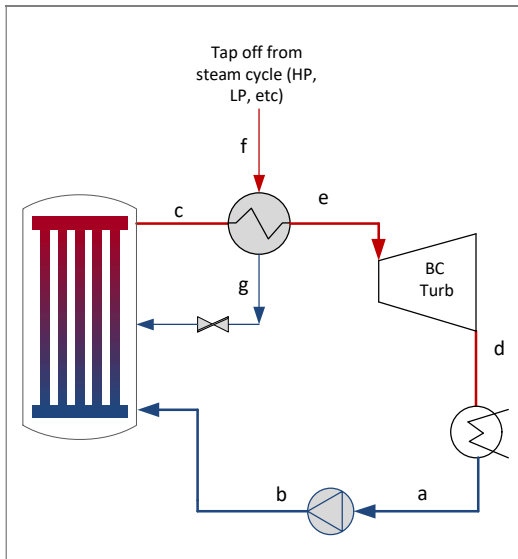 Tap off from
steam cycle (HP,
LP, etc)
f
c
e
BC
Turb
g
d
b
a